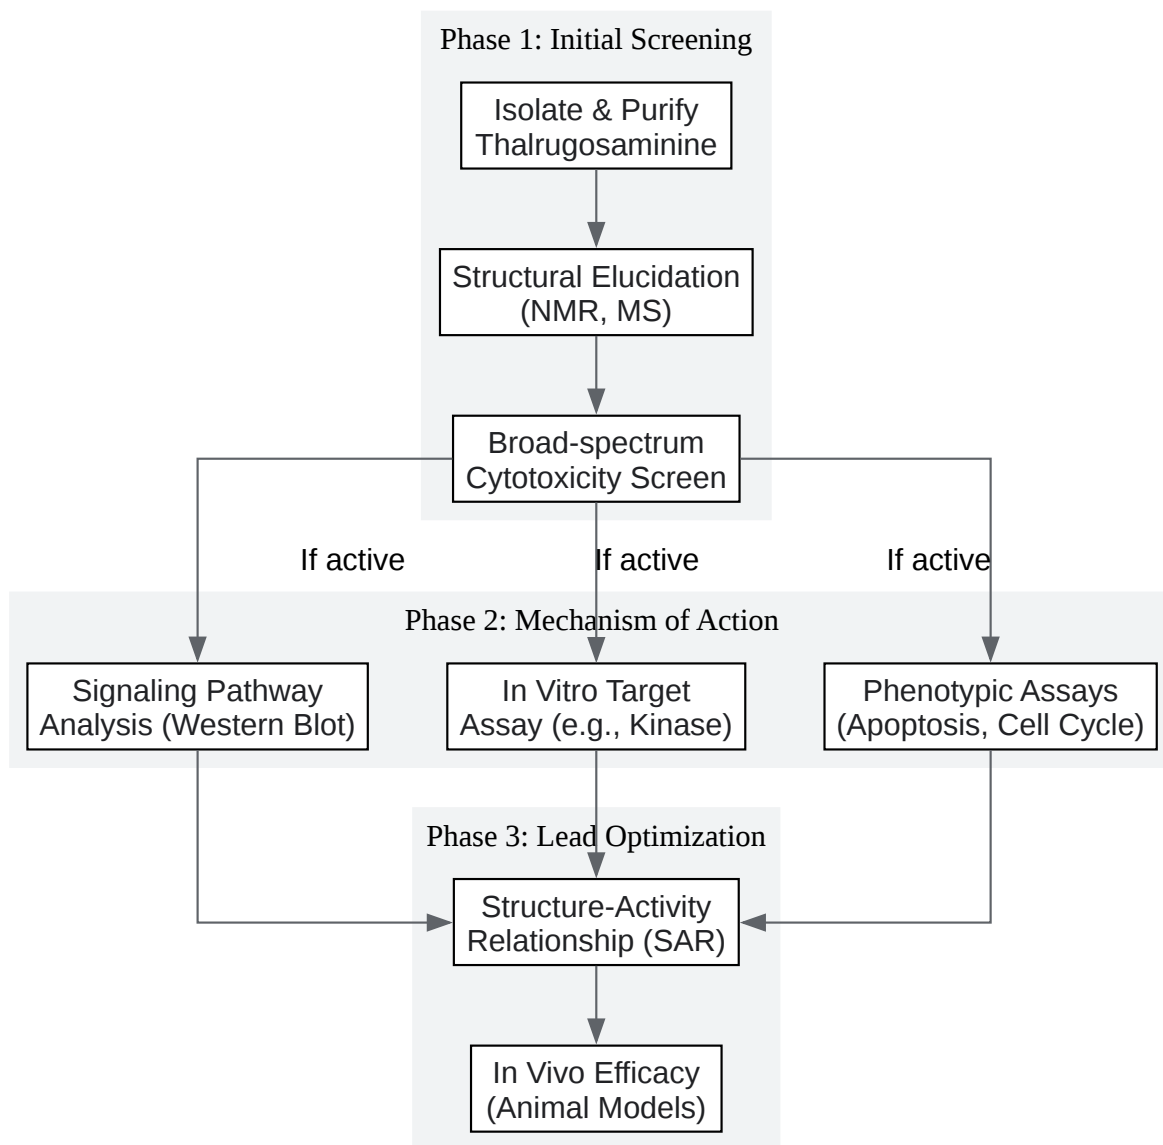 Phase 1: Initial Screening
Isolate & Purify
Thalrugosaminine
Structural Elucidation
(NMR, MS)
Broad-spectrum
Cytotoxicity Screen
If active
If active
If active
Phase 2: Mechanism of Action
Signaling Pathway
Analysis (Western Blot)
In Vitro Target
Assay (e.g., Kinase)
Phenotypic Assays
(Apoptosis, Cell Cycle)
Phase 3: Lead Optimization
Structure-Activity
Relationship (SAR)
In Vivo Efficacy
(Animal Models)